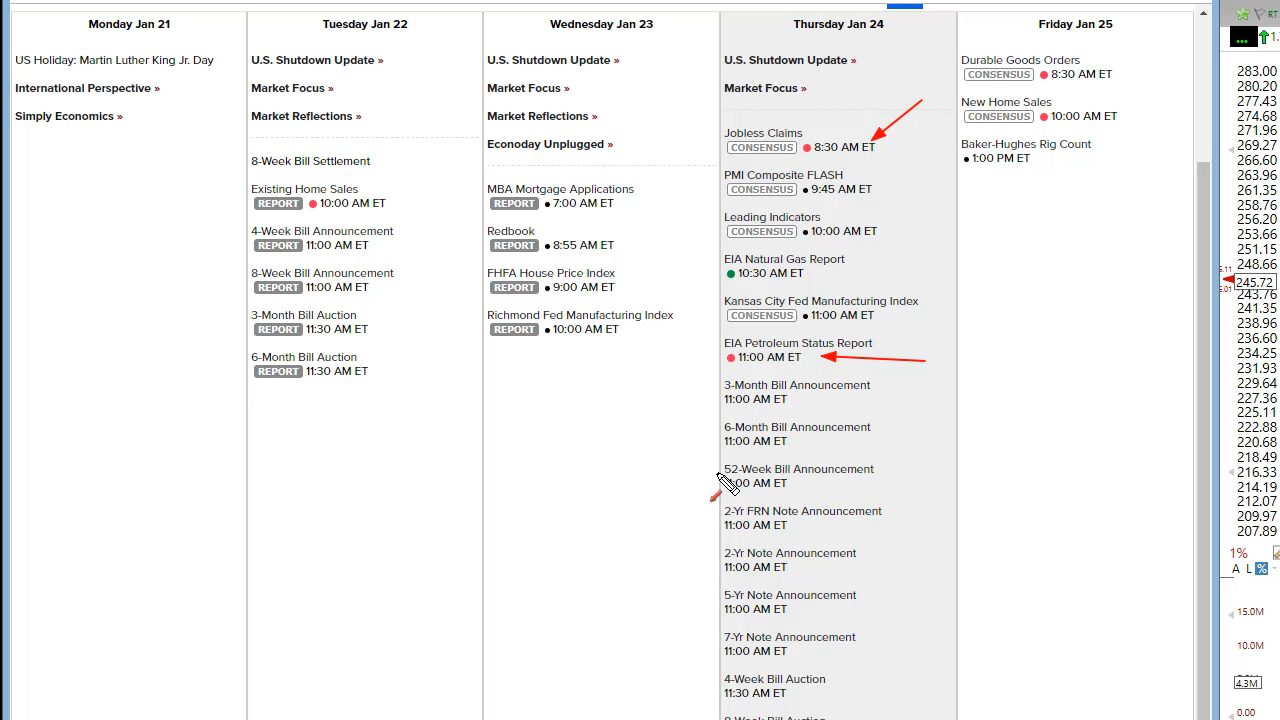 Monday Jan 21
US Holiday: Martin Luther King Jr. Day
International Perspective »
Simply Economics »
Tuesday Jan 22
U.S. Shutdown Update »
Market Focus »
Market Reflections »
8-Week Bill Settlement
Existing Home Sales
REPORT 10:00 AM ET
4-Week Bill Announcement
REPORT 11:00 AM ET
8-Week Bill Announcement
REPORT 11:00 AM ET
3-Month Bill Auction
REPORT 11:30 AM ET
6-Month Bill Auction
REPORT 11:30 AM ET
Wednesday Jan 23
U.S. Shutdown Update »
Market Focus »
Market Reflections »
Econoday Unplugged »
MBA Mortgage Applications
REPORT 7:00 AM ET
Redbook
REPORT 8:55 AM ET
FHFA House Price Index
REPORT 9:00 AM ET
Richmond Fed Manufacturing Index
REPORT 10:00 AM ET
Thursday Jan 24
U.S. Shutdown Update »
Market Focus »
Jobless Claims
CONSENSUS 8:30 AM ET
PMI Composite FLASH
CONSENSUS 9:45 AM ET
Leading Indicators
CONSENSUS 10:00 AM ET
EIA Natural Gas Report
10:30 AM ET
Kansas City Fed Manufacturing Index
CONSENSUS 11:00 AM ET
EIA Petroleum Status Report
11:00 AM ET
3-Month Bill Announcement
11:00 AM ET
6-Month Bill Announcement
11:00 AM ET
52-Week Bill Announcement
AM ET
2-Yr FRN Note Announcement
11:00 AM ET
2-Yr Note Announcement
11:00 AM ET
5-Yr Note Announcement
11:00 AM ET
7-Yr Note Announcement
11:00 AM ET
4-Week Bill Auction
11:30 AM ET
8-Week Bill Auction
Friday Jan 25
Durable Goods Orders
CONSENSUS 8:30 AM ET
New Home Sales
CONSENSUS 10:00 AM ET
Baker-Hughes Rig Count
1:00 PM ET
RT
...
1.
283.00
280.20
277.43
274.68
271.96
269.27
266.60
263.96
261.35
258.76
256.20
253.66
251.15
248.66
245.72
243.76
241.35
238.96
236.60
234.25
231.93
229.64
227.36
225.11
222.88
220.68
218.49
216.33
214.19
212.07
209.97
207.89
1%
A L %
15.0M
10.0M
4.3M
0.00